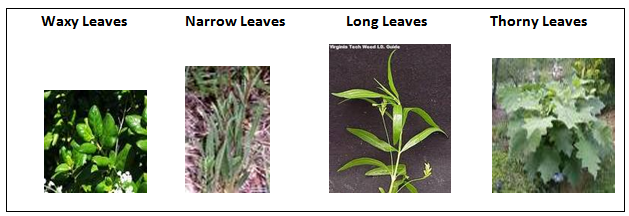 Waxy Leaves Narrow Leaves Long Leaves Thorny Leaves
Virginia Tech Weed I.D. Guide